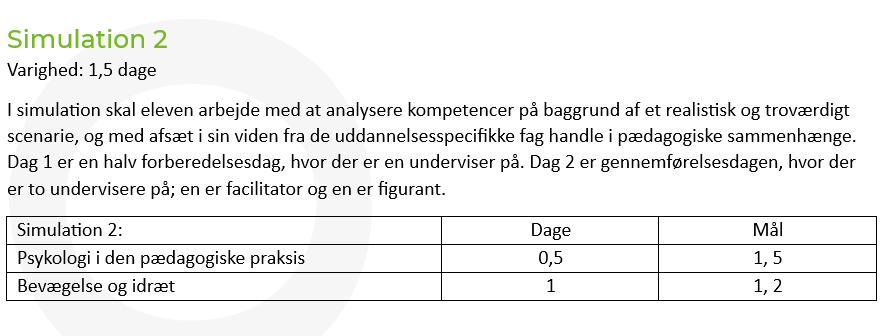 Simulation 2
Varighed: 1,5 dage
I simulation skal eleven arbejde med at analysere kompetencer på baggrund af et realistisk og troværdigt
scenarie, og med afsæt i sin viden fra de uddannelsesspecifikke fag handle i pædagogiske sammenhænge.
Dag 1 er en halv forberedelsesdag, hvor der er en underviser på. Dag 2 er gennemførelsesdagen, hvor der
er to undervisere på; en er facilitator og en er figurant.
Simulation 2: Dage Mål
Psykologi i den pædagogiske praksis 0,5 1, 5
Bevægelse og idræt 1 1, 2